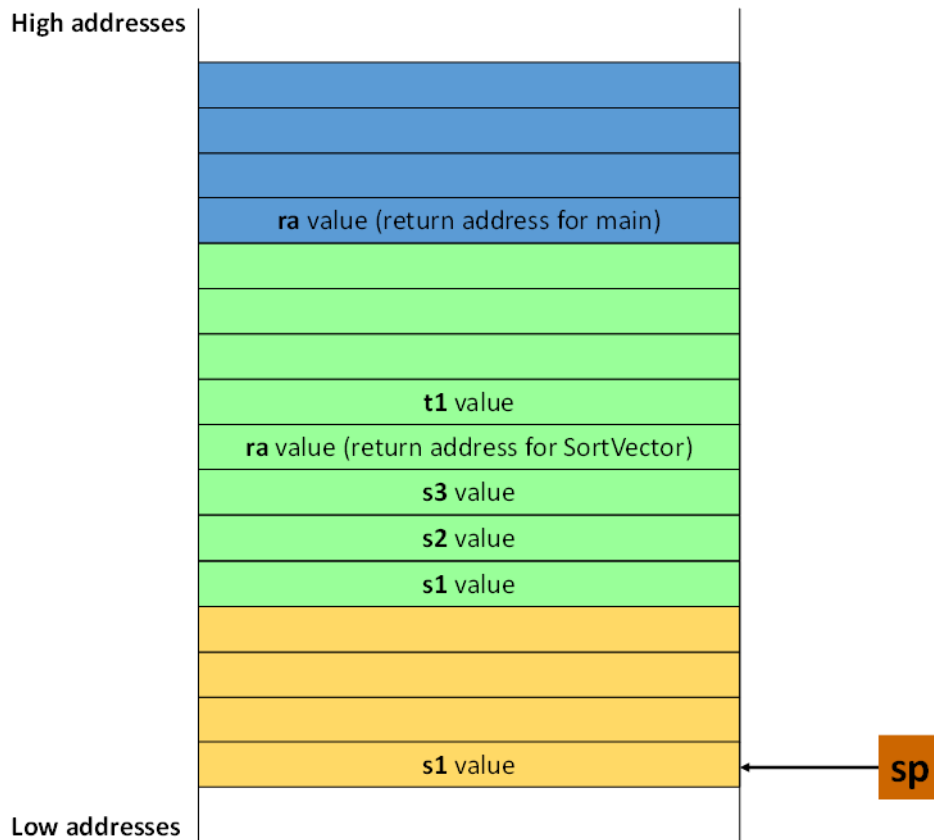 High addresses
ra value (return address for main)
t1 value
ra value (return address for SortVector)
s3 value
s2 value
s1 value
s1 value
sp
Low addresses